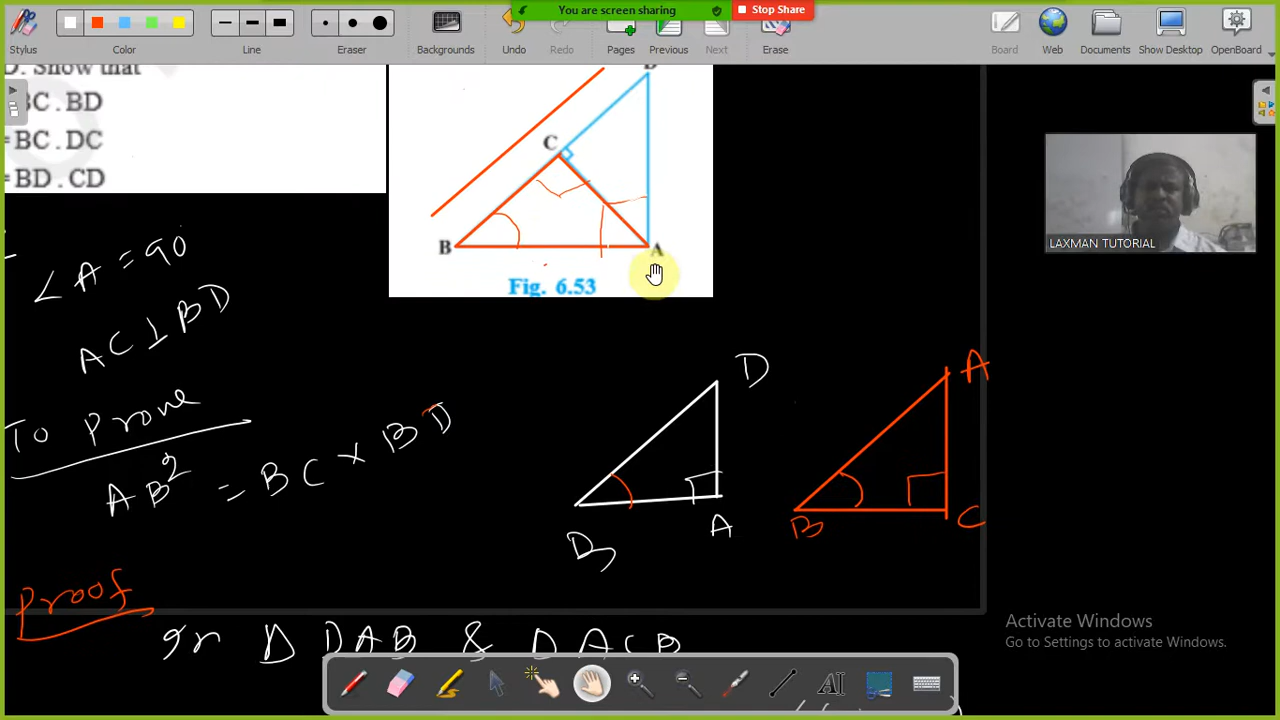 You are screen sharing
Stop Share
Stylus
Color
Line
Eraser
Backgrounds
Undo
Redo
Pages
Previous
Next
Erase
Board
Web
Documents
Show Desktop
OpenBoard
D. Show that
BC . BD
= BC . DC
= BD . CD
C
B
A
Fig. 6.53
LAXMAN TUTORIAL
∠A = 90°
AC ⊥ BD
To Prove
AB² = BC × BD
D
B
A
A
B
C
Proof
In Δ DAB & Δ ACB
Activate Windows
Go to Settings to activate Windows.